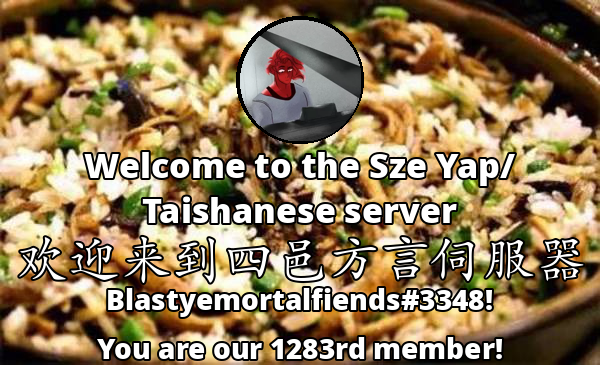 Welcome to the Sze Yap/
Taishanese server
欢迎来到四邑方言伺服器
Blastyemortalfiends#3348!
You are our 1283rd member!